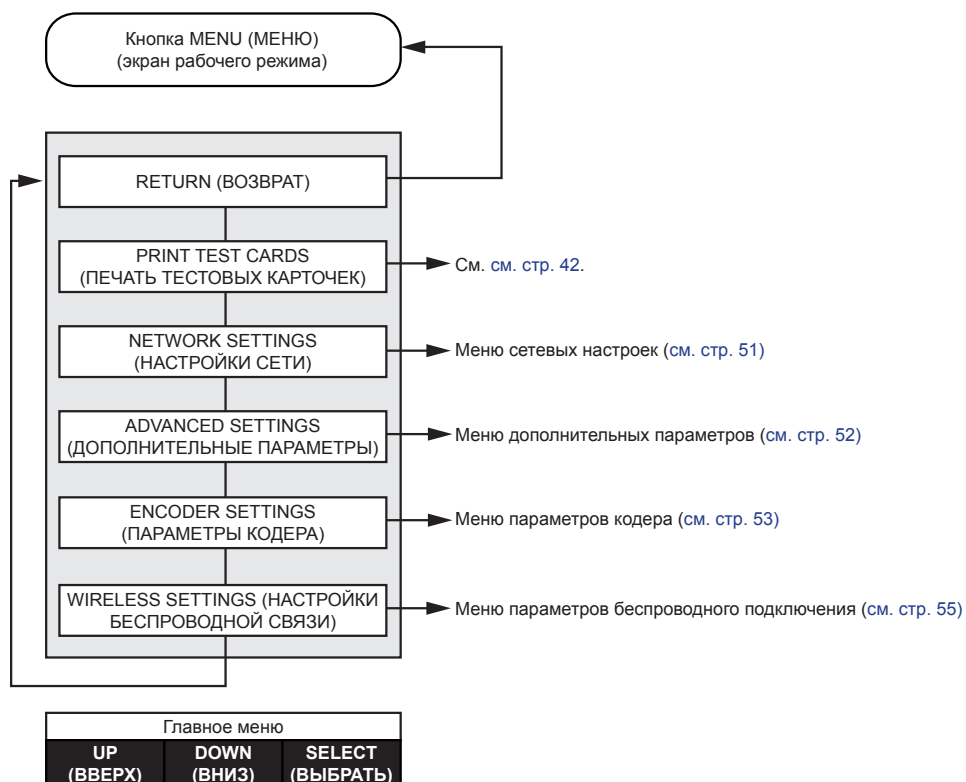 Кнопка MENU (МЕНЮ)
(экран рабочего режима)
RETURN (ВОЗВРАТ)
PRINT TEST CARDS
(ПЕЧАТЬ ТЕСТОВЫХ КАРТОЧЕК)
См. см. стр. 42.
NETWORK SETTINGS
(НАСТРОЙКИ СЕТИ)
Меню сетевых настроек (см. стр. 51)
ADVANCED SETTINGS
(ДОПОЛНИТЕЛЬНЫЕ ПАРАМЕТРЫ)
Меню дополнительных параметров (см. стр. 52)
ENCODER SETTINGS
(ПАРАМЕТРЫ КОДЕРА)
Меню параметров кодера (см. стр. 53)
WIRELESS SETTINGS (НАСТРОЙКИ
БЕСПРОВОДНОЙ СВЯЗИ)
Меню параметров беспроводного подключения (см. стр. 55)
Главное меню
UP DOWN SELECT
(ВВЕРХ) (ВНИЗ) (ВЫБРАТЬ)